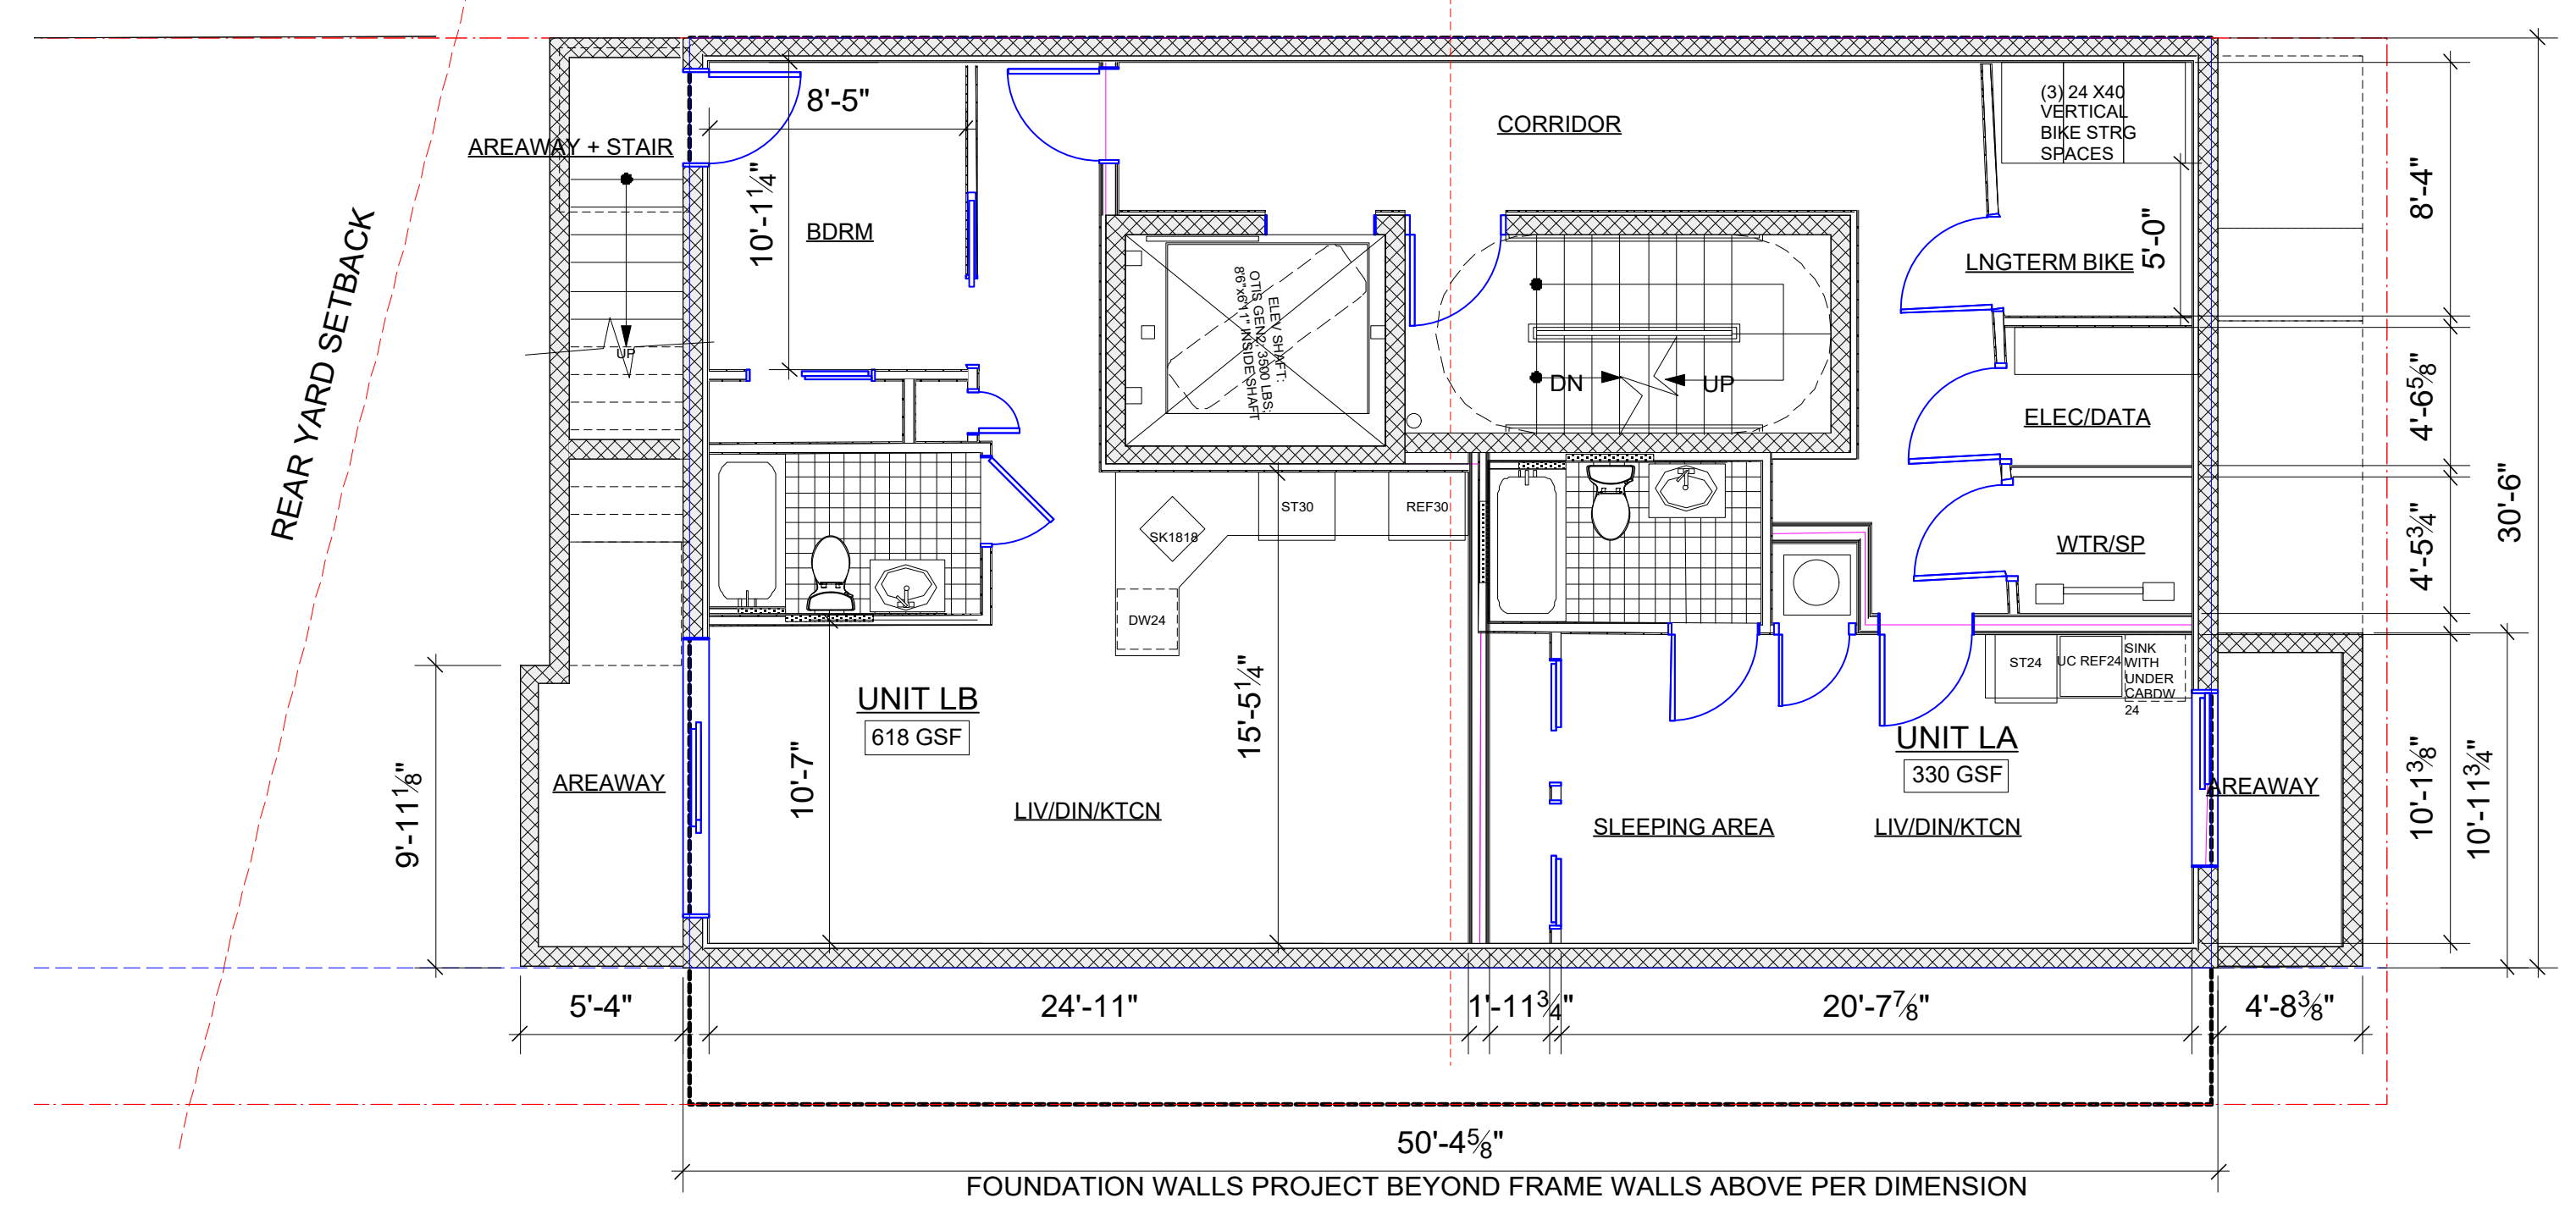 CORRIDOR
(3) 24 X40
VERTICAL
BIKE STRG
SPACES
8'-5"
AREAWAY + STAIR
10'-1 1/4"
BDRM
8'-4"
5'-0"
LNGTERM BIKE
REAR YARD SETBACK
ELEV SHAFT:
OTIS GEN2; 3500 LBS;
8'6"x6'11" INSIDE SHAFT
UP
DN
UP
ELEC/DATA
4'-6 5/8"
ST30
REF30
SK1818
DW24
WTR/SP
4'-5 3/4"
30'-6"
ST24
UC REF24
SINK
WITH
UNDER
CABDW
24
UNIT LB
618 GSF
15'-5 1/4"
UNIT LA
330 GSF
AREAWAY
10'-7"
9'-11 1/8"
LIV/DIN/KTCN
SLEEPING AREA
LIV/DIN/KTCN
AREAWAY
10'-1 3/8"
10'-11 3/4"
5'-4"
24'-11"
1'-11 3/4"
20'-7 7/8"
4'-8 3/8"
50'-4 5/8"
FOUNDATION WALLS PROJECT BEYOND FRAME WALLS ABOVE PER DIMENSION